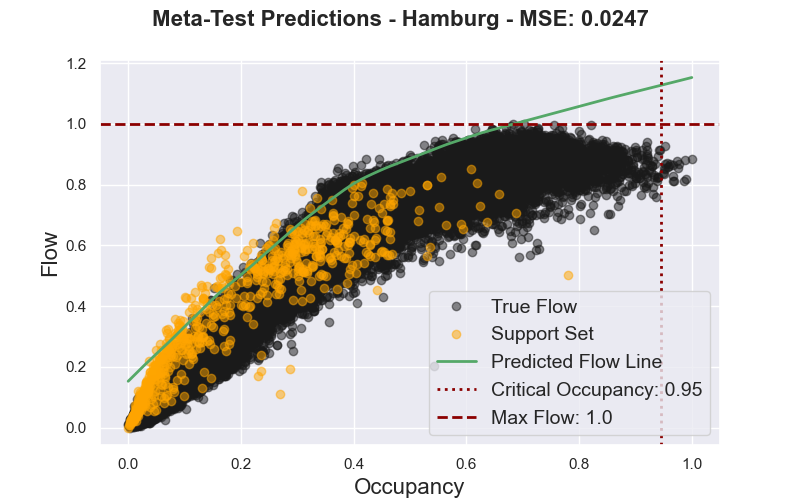 Meta-Test Predictions - Hamburg - MSE: 0.0247
1.2
1.0
0.8
0.6
0.4
0.2
0.0
Flow
True Flow
Support Set
Predicted Flow Line
Critical Occupancy: 0.95
Max Flow: 1.0
0.0 0.2 0.4 0.6 0.8 1.0
Occupancy